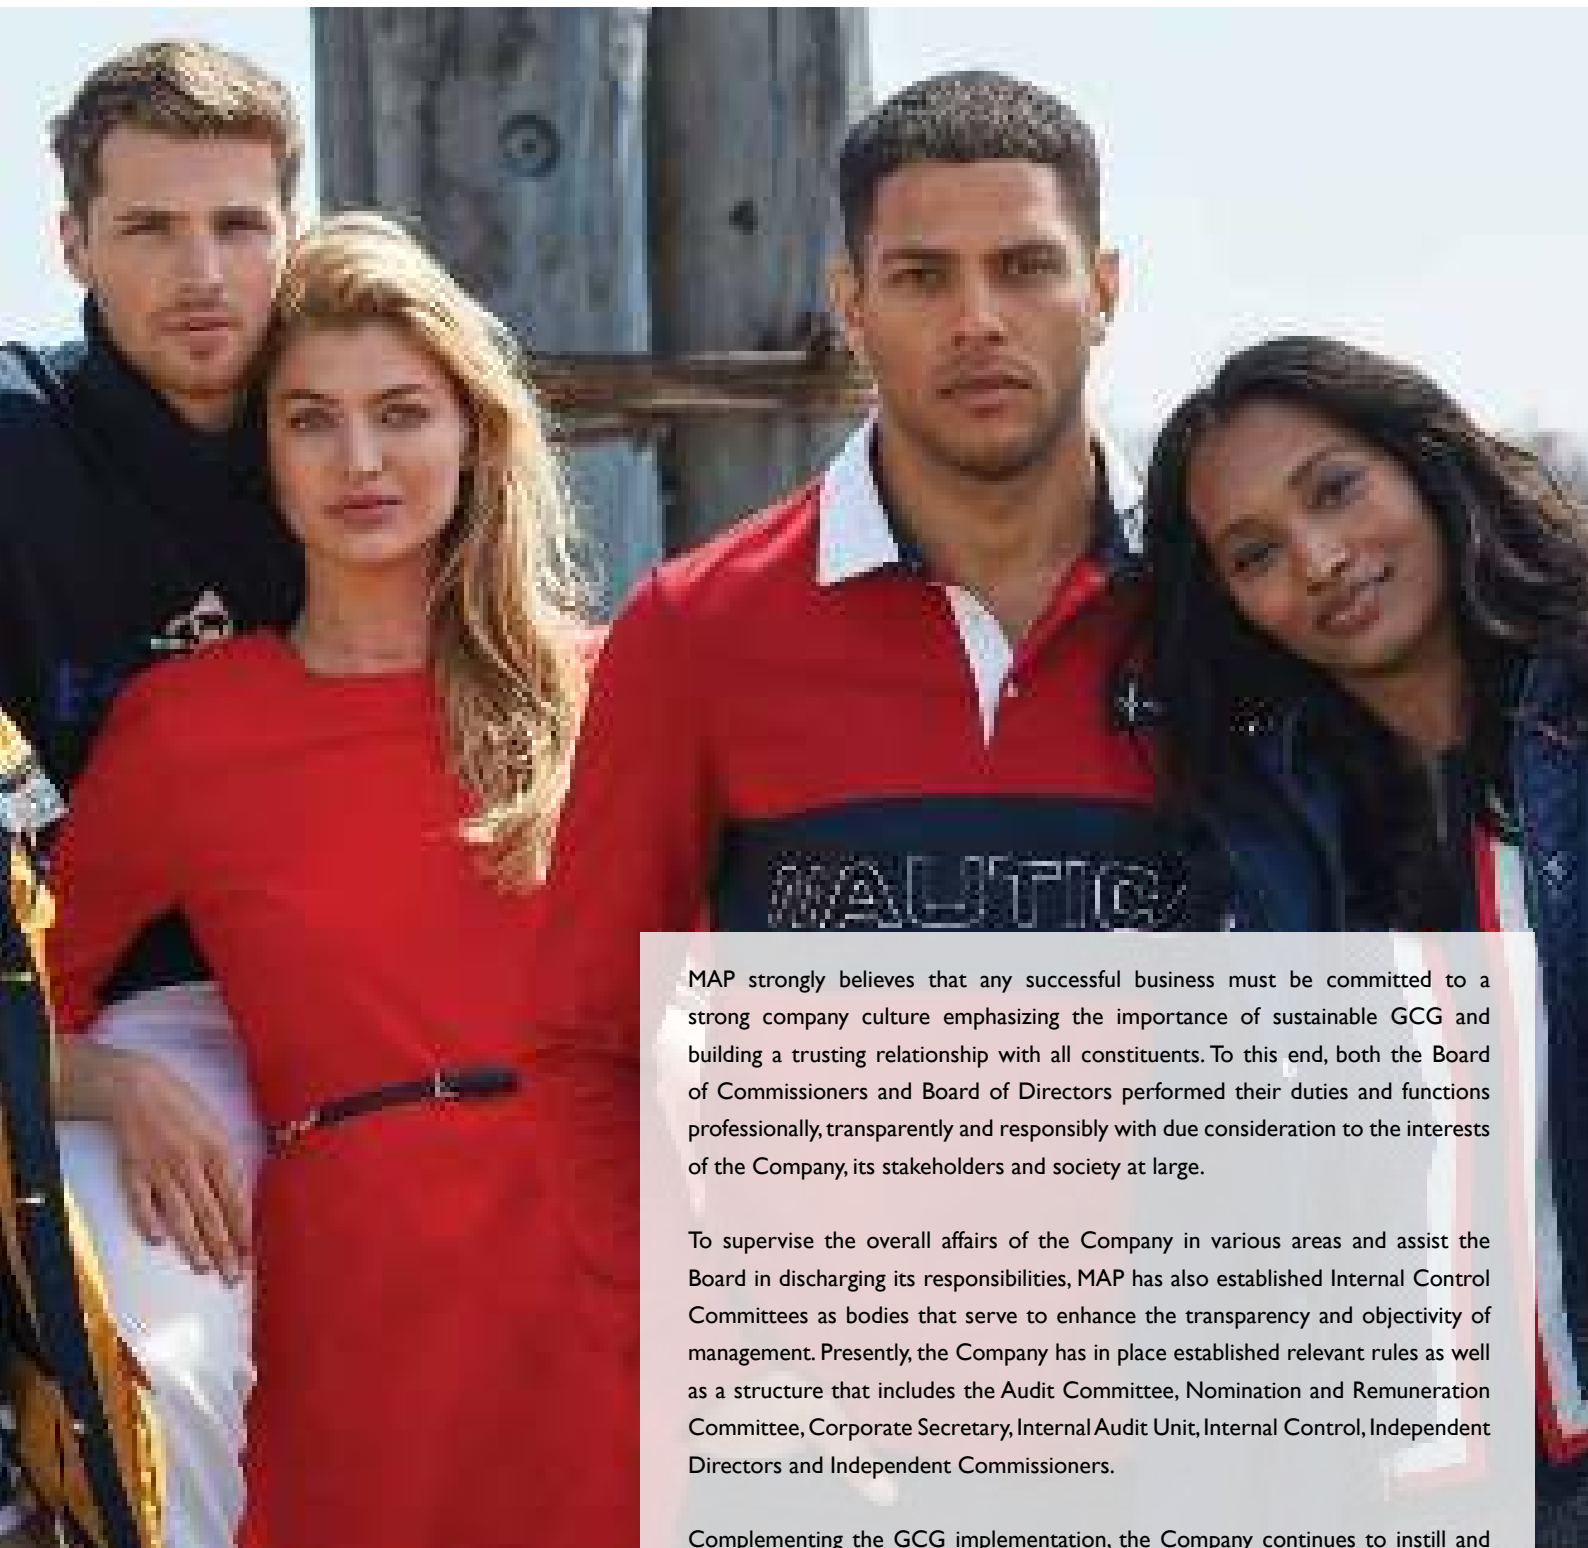 NAUTIC
MAP strongly believes that any successful business must be committed to a
strong company culture emphasizing the importance of sustainable GCG and
building a trusting relationship with all constituents. To this end, both the Board
of Commissioners and Board of Directors performed their duties and functions
professionally, transparently and responsibly with due consideration to the interests
of the Company, its stakeholders and society at large.
To supervise the overall affairs of the Company in various areas and assist the
Board in discharging its responsibilities, MAP has also established Internal Control
Committees as bodies that serve to enhance the transparency and objectivity of
management. Presently, the Company has in place established relevant rules as well
as a structure that includes the Audit Committee, Nomination and Remuneration
Committee, Corporate Secretary, Internal Audit Unit, Internal Control, Independent
Directors and Independent Commissioners.
Complementing the GCG implementation, the Company continues to instill and